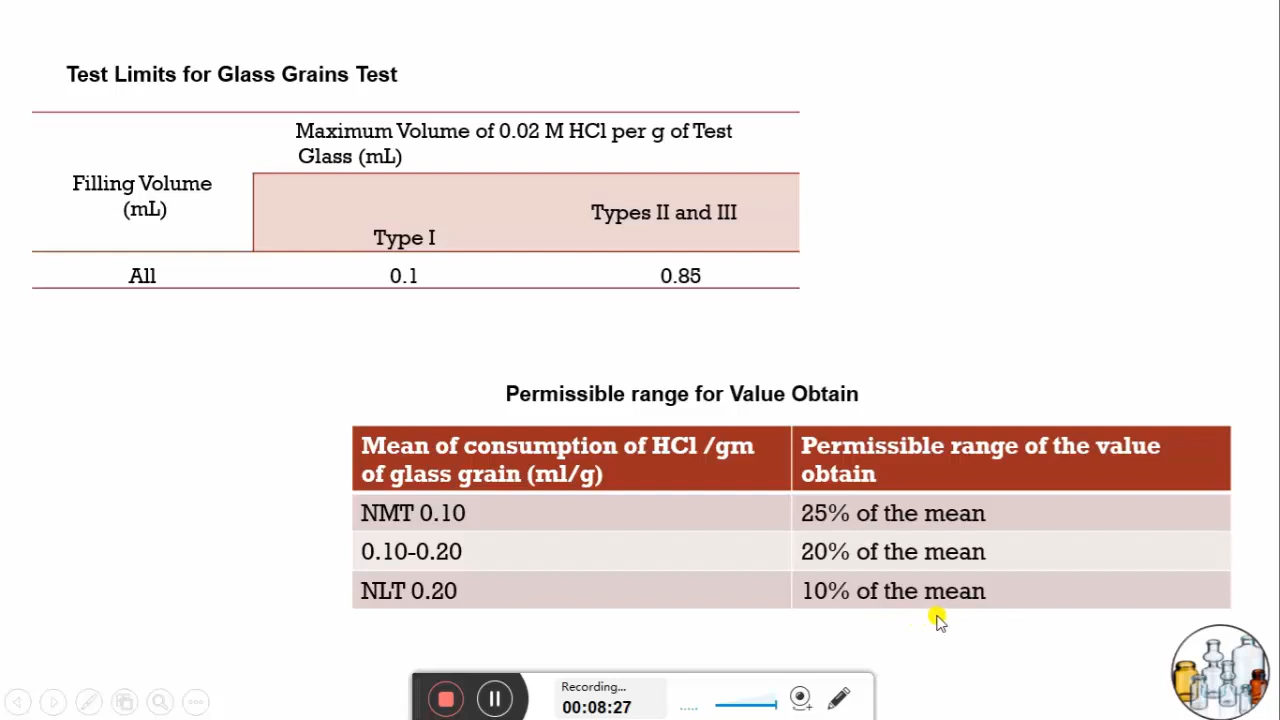 Test Limits for Glass Grains Test
Maximum Volume of 0.02 M HCl per g of Test
Glass (mL)
Filling Volume
(mL)
Types II and III
Type I
All 0.1 0.85
Permissible range for Value Obtain
Mean of consumption of HCl /gm
of glass grain (ml/g)
Permissible range of the value
obtain
NMT 0.10 25% of the mean
0.10-0.20 20% of the mean
NLT 0.20 10% of the mean
Recording...
00:08:27